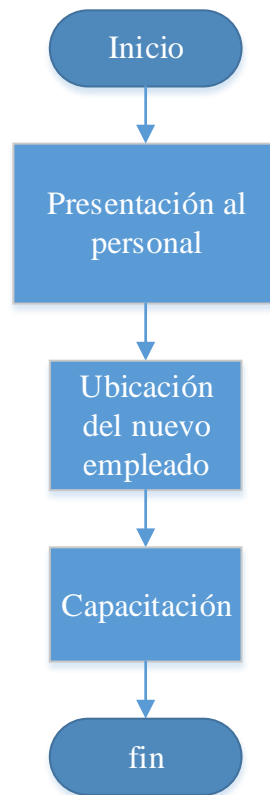 Inicio
Presentación al
personal
Ubicación
del nuevo
empleado
Capacitación
fin